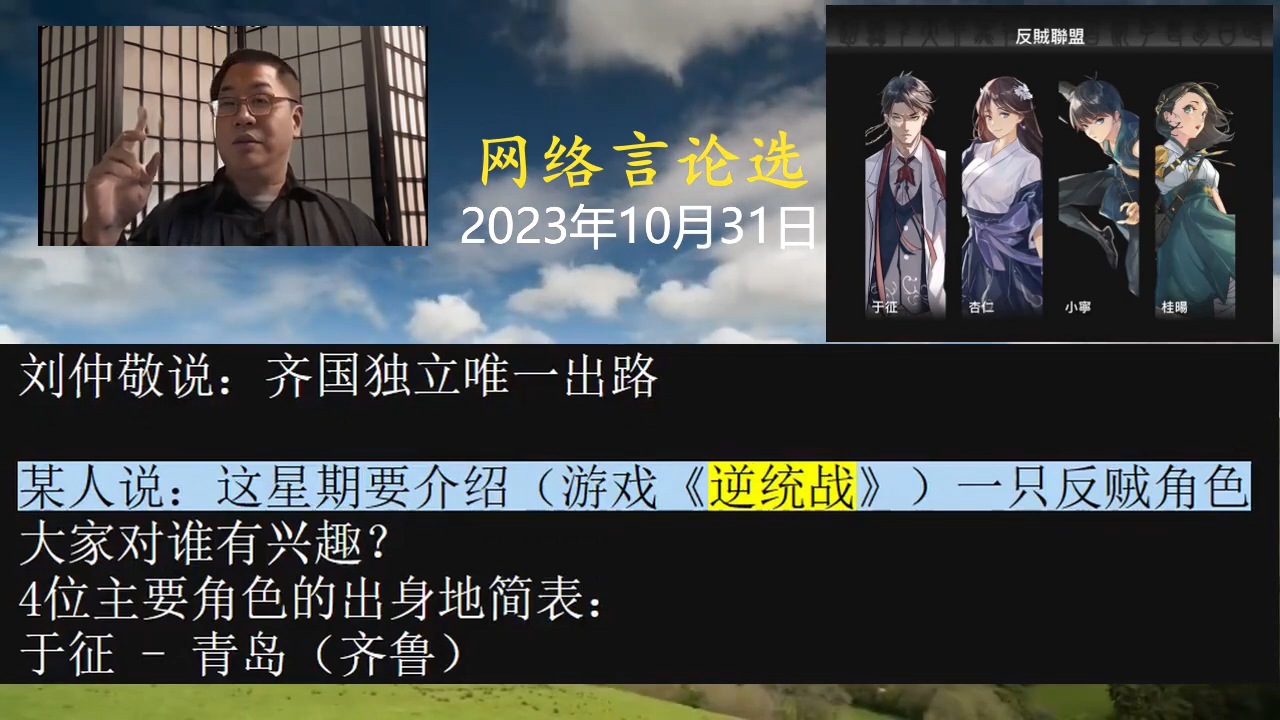 反賊聯盟
于征
杏仁
小寧
桂暘
网络言论选
2023年10月31日
刘仲敬说：齐国独立唯一出路
某人说：这星期要介绍（游戏《逆统战》）一只反贼角色
大家对谁有兴趣？
4位主要角色的出身地简表：
于征 – 青岛（齐鲁）